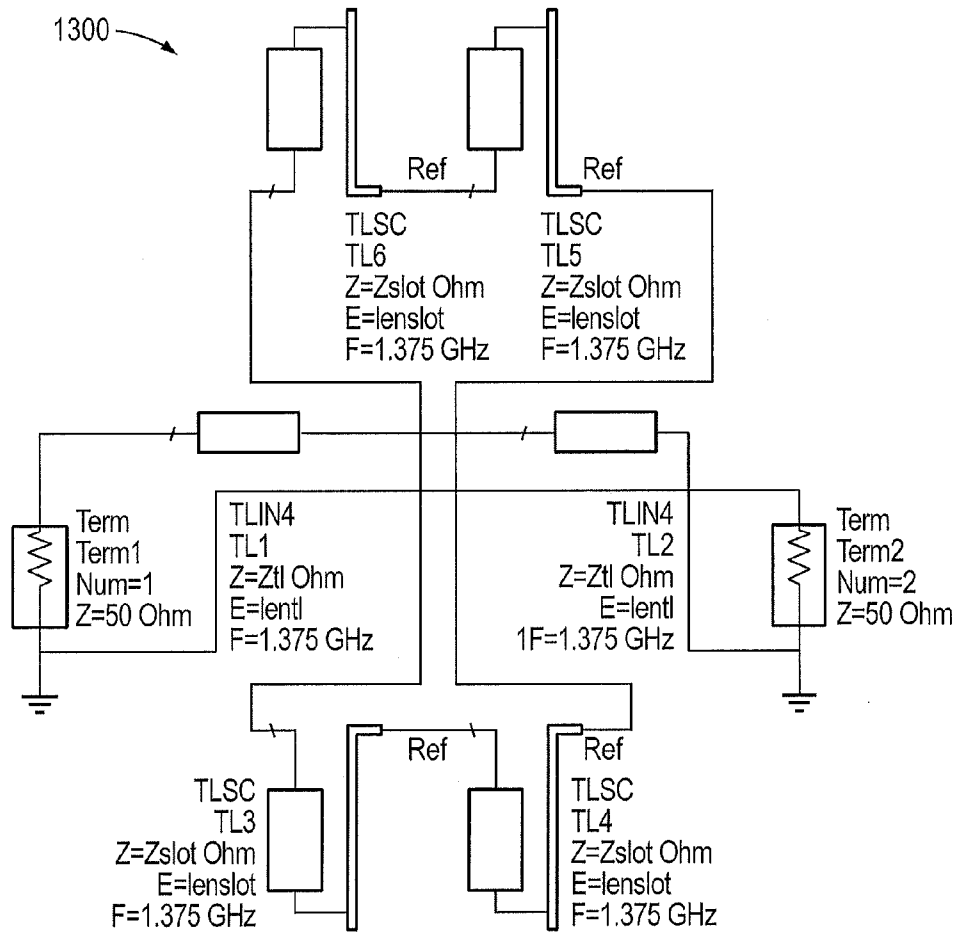 1300
Ref
Ref
TLSC
TL6
Z=Zslot Ohm
E=lenslot
F=1.375 GHz
TLSC
TL5
Z=Zslot Ohm
E=lenslot
F=1.375 GHz
Term
Term1
Num=1
Z=50 Ohm
TLIN4
TL1
Z=Ztl Ohm
E=lentl
F=1.375 GHz
TLIN4
TL2
Z=Ztl Ohm
E=lentl
1F=1.375 GHz
Term
Term2
Num=2
Z=50 Ohm
Ref
Ref
TLSC
TL3
Z=Zslot Ohm
E=lenslot
F=1.375 GHz
TLSC
TL4
Z=Zslot Ohm
E=lenslot
F=1.375 GHz